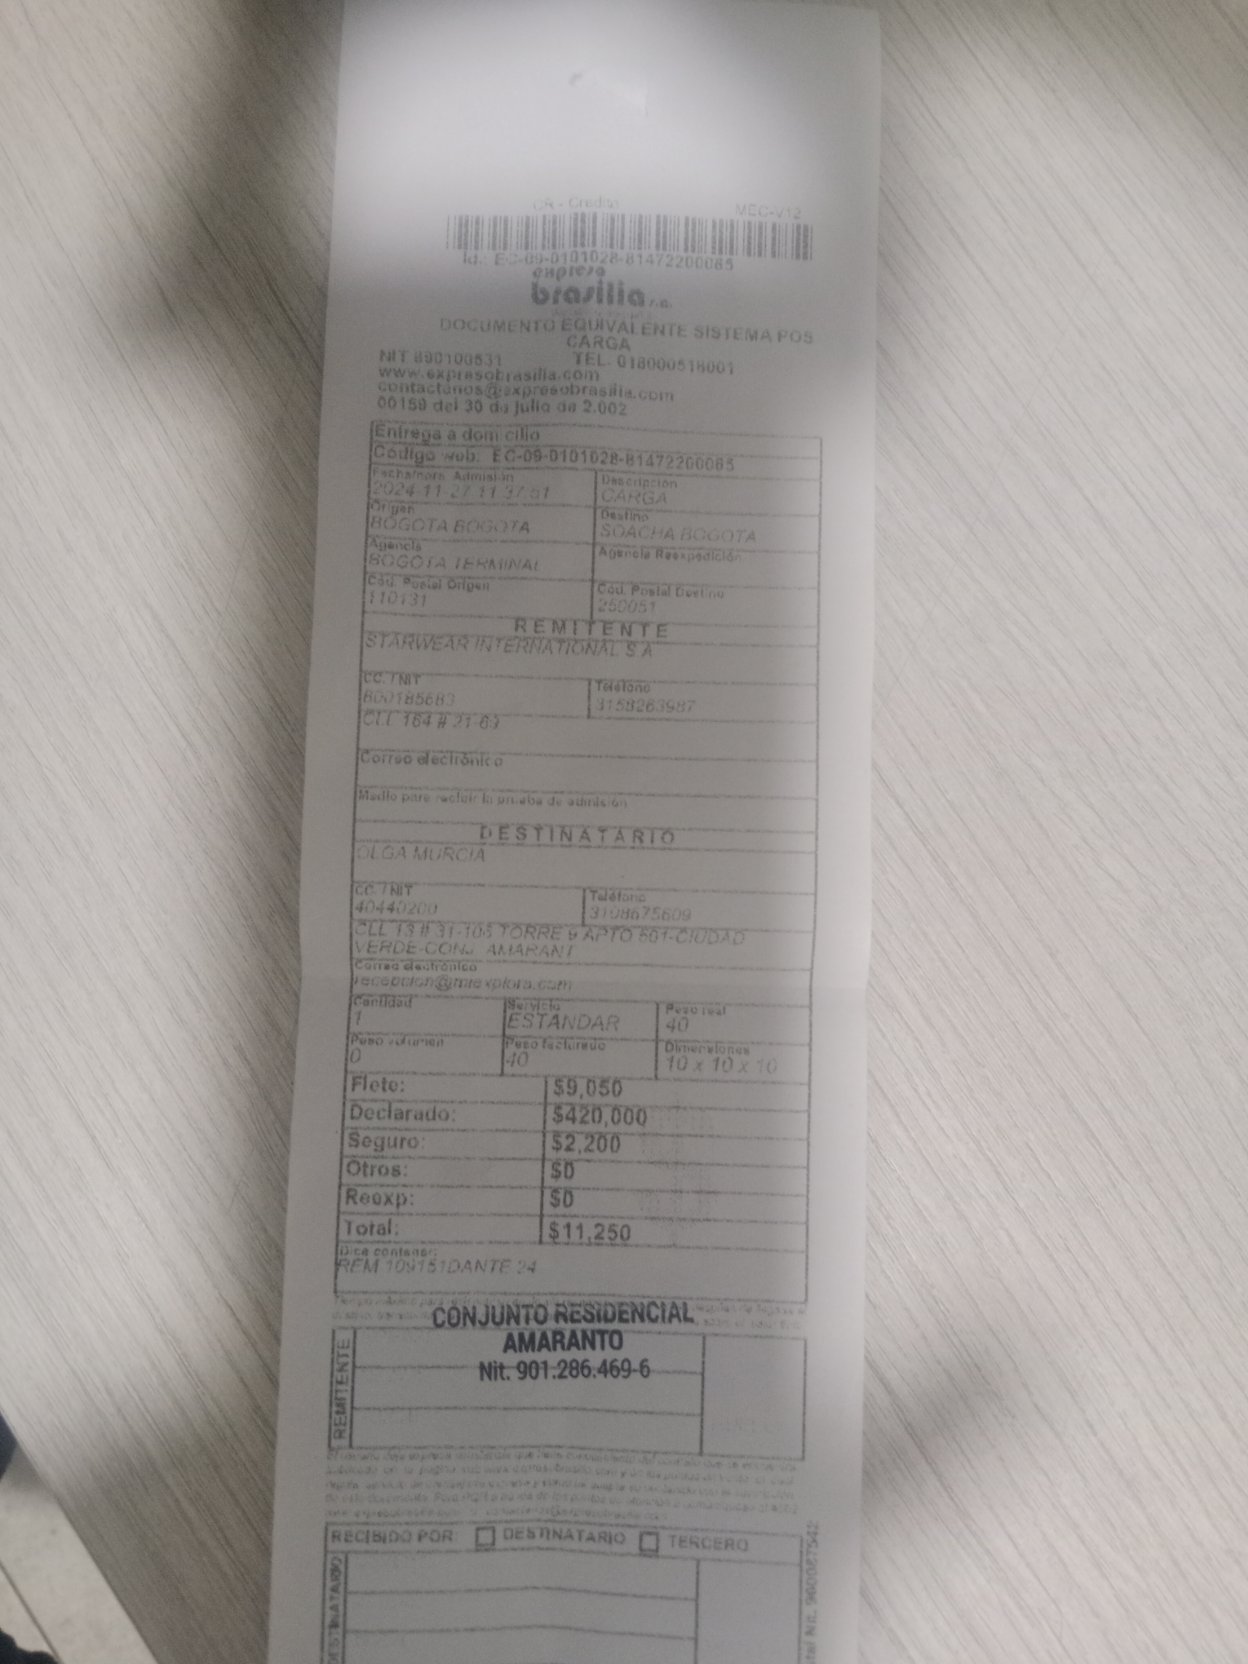 CA - Credito MEC-V12
Id.: EC-09-0101028-81472200085
expreso
brasilia s.a.
DOCUMENTO EQUIVALENTE SISTEMA POS
CARGA
NIT 890100531 TEL. 018000518001
www.expresobrasilia.com
contactanos@expresobrasilia.com
00159 del 30 de Julio de 2.002
Entrega a domicilio
Código web: EC-09-0101028-81472200085
Fecha/hora Admisión Descripción
2024-11-27 11:37:51 CARGA
Origen Destino
BOGOTA BOGOTA SOACHA BOGOTA
Agencia Agencia Reexpedición
BOGOTA TERMINAL
Cód. Postal Origen Cód. Postal Destino
110131 250051
REMITENTE
STARWEAR INTERNATIONAL S A
CC. / NIT Teléfono
800185683 3158263987
CLL 164 # 21-69
Correo electrónico
Medio para recibir la prueba de admisión
DESTINATARIO
OLGA MURCIA
CC. / NIT Teléfono
40440200 3108675609
CLL 13 # 31-105 TORRE 9 APTO 501-CIUDAD
VERDE-CONJ. AMARANT
Correo electrónico
Cantidad Servicio Peso real
1 ESTANDAR 40
Peso volumen Peso facturado Dimensiones
0 40 10 x 10 x 10
Flete: $9,050
Declarado: $420,000
Seguro: $2,200
Otros: $0
Reexp: $0
Total: $11,250
Dice contener:
REM 109151DANTE 24
CONJUNTO RESIDENCIAL
AMARANTO
Nit. 901.286.469-6
REMITENTE
RECIBIDO POR: DESTINATARIO TERCERO
DESTINATARIO